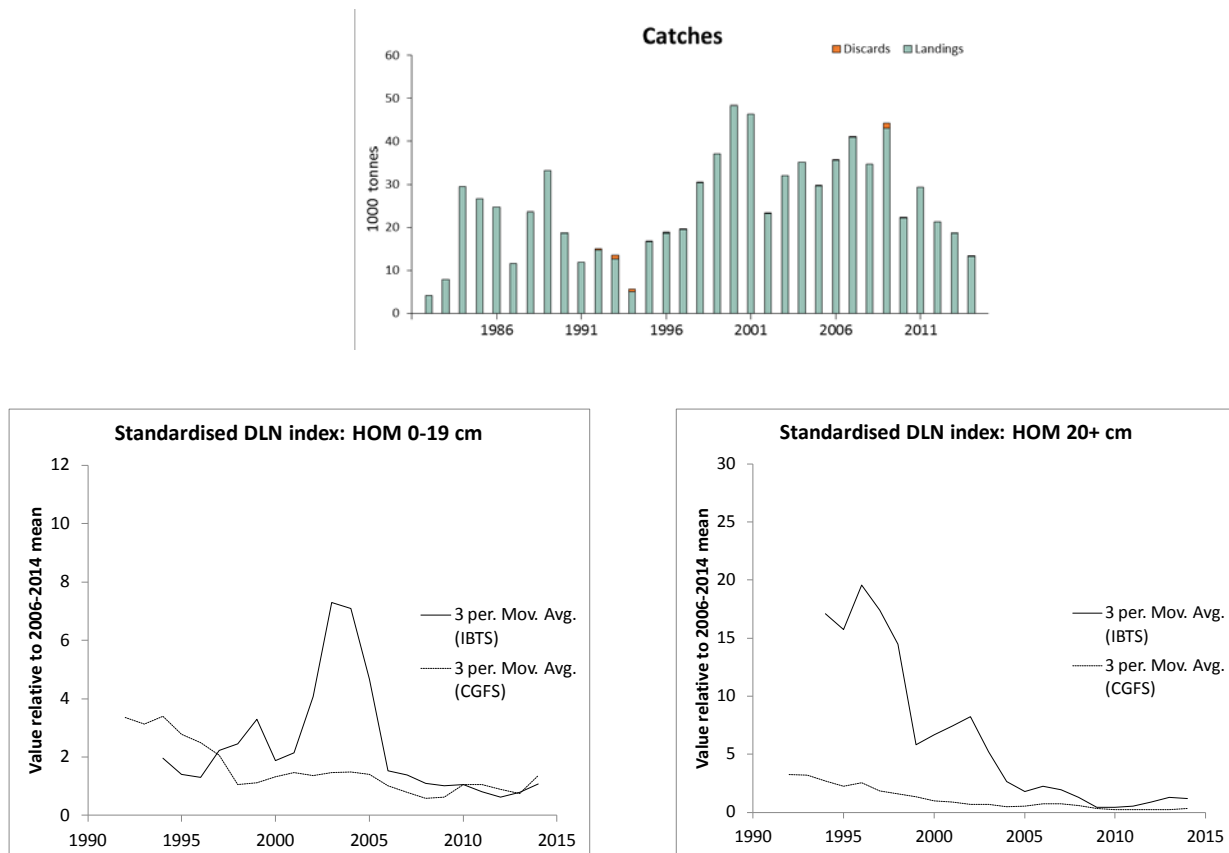 Catches
Discards Landings
60
50
40
30
20
10
0
1000 tonnes
1986 1991 1996 2001 2006 2011
Standardised DLN index: HOM 0-19 cm
12
10
8
6
4
2
0
Value relative to 2006-2014 mean
3 per. Mov. Avg.
(IBTS)
3 per. Mov. Avg.
(CGFS)
1990 1995 2000 2005 2010 2015
Standardised DLN index: HOM 20+ cm
30
25
20
15
10
5
0
Value relative to 2006-2014 mean
3 per. Mov. Avg.
(IBTS)
3 per. Mov. Avg.
(CGFS)
1990 1995 2000 2005 2010 2015